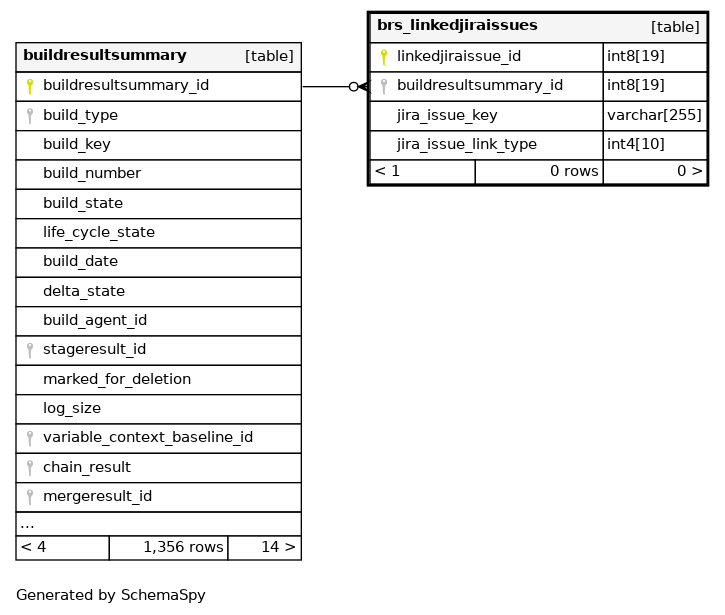 buildresultsummary [table]
buildresultsummary_id
build_type
build_key
build_number
build_state
life_cycle_state
build_date
delta_state
build_agent_id
stageresult_id
marked_for_deletion
log_size
variable_context_baseline_id
chain_result
mergeresult_id
...
< 4 1,356 rows 14 >
brs_linkedjiraissues [table]
linkedjiraissue_id int8[19]
buildresultsummary_id int8[19]
jira_issue_key varchar[255]
jira_issue_link_type int4[10]
< 1 0 rows 0 >
Generated by SchemaSpy